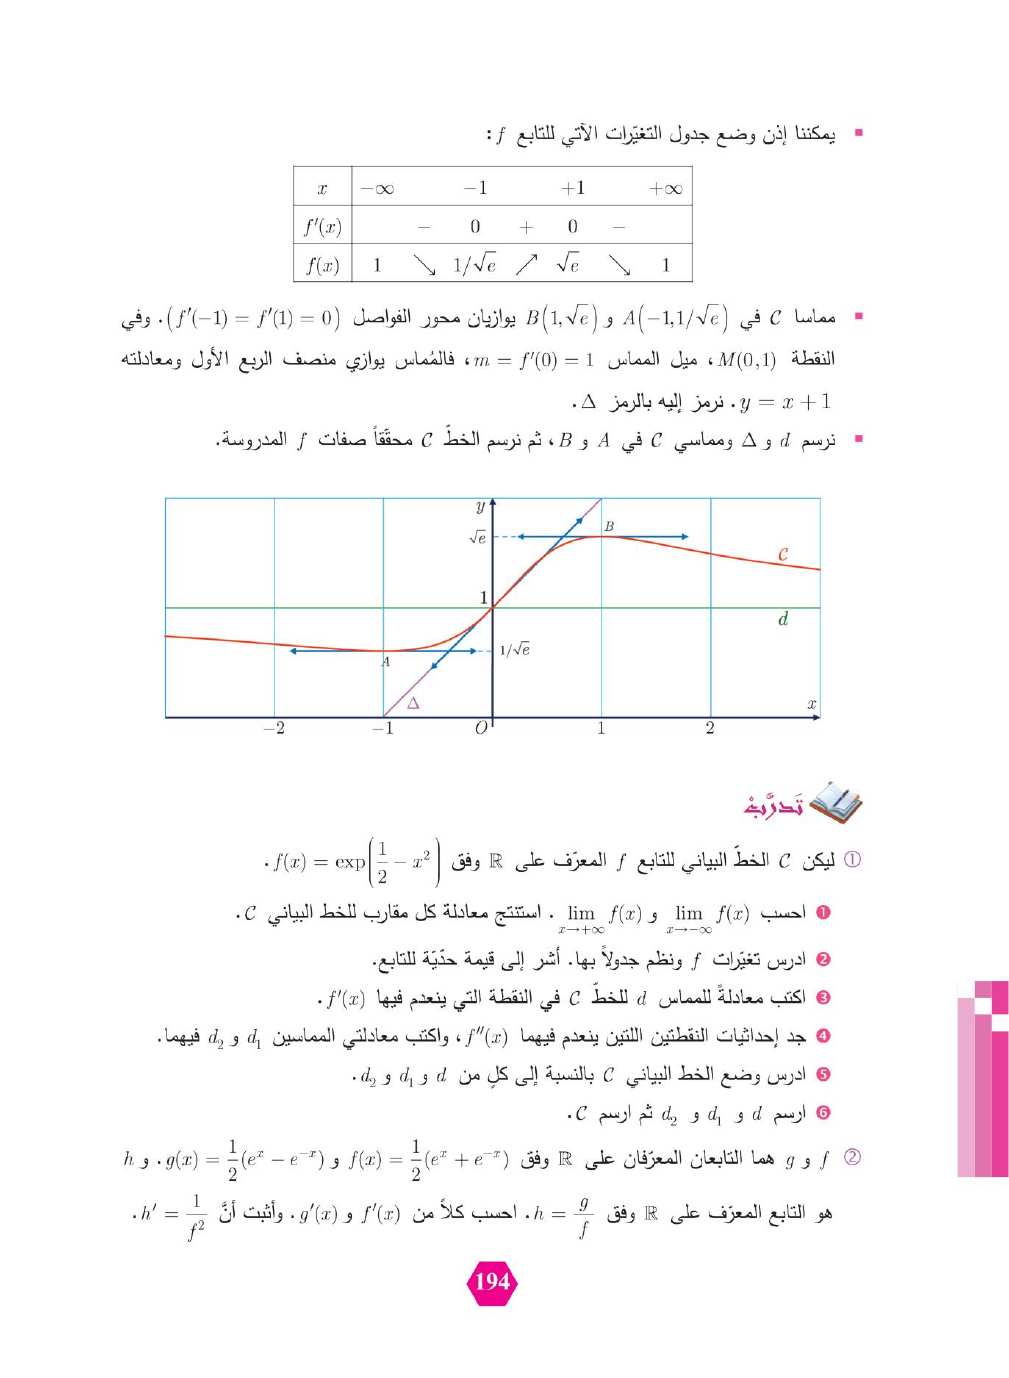 ▪ يمكننا إذن وضع جدول التغيّرات الآتي للتابع f :
x −∞ −1 +1 +∞
f′(x) − 0 + 0 −
f(x) 1 ↘ 1/√e ↗ √e ↘ 1
▪ مماسا C في A(−1,1/√e) و B(1,√e) يوازيان محور الفواصل (f′(−1) = f′(1) = 0). وفي
النقطة M(0,1)، ميل المماس m = f′(0) = 1، فالمُماس يوازي منصف الربع الأول ومعادلته
y = x + 1. نرمز إليه بالرمز Δ.
▪ نرسم d و Δ ومماسي C في A و B، ثم نرسم الخطّ C محقّقاً صفات f المدروسة.
y
√e
B
C
1
d
A
1/√e
Δ
x
−2 −1 O 1 2
تَدرَّبْ
① ليكن C الخطّ البياني للتابع f المعرّف على ℝ وفق f(x) = exp(1/2 − x²).
❶ احسب lim x→−∞ f(x) و lim x→+∞ f(x). استنتج معادلة كل مقارب للخط البياني C.
❷ ادرس تغيّرات f ونظم جدولاً بها. أشر إلى قيمة حدّيّة للتابع.
❸ اكتب معادلةً للمماس d للخطّ C في النقطة التي ينعدم فيها f′(x).
❹ جد إحداثيات النقطتين اللتين ينعدم فيهما f″(x)، واكتب معادلتي المماسين d₁ و d₂ فيهما.
❺ ادرس وضع الخط البياني C بالنسبة إلى كلٍ من d و d₁ و d₂.
❻ ارسم d و d₁ و d₂ ثم ارسم C.
② f و g هما التابعان المعرّفان على ℝ وفق f(x) = 1/2(eˣ + e⁻ˣ) و g(x) = 1/2(eˣ − e⁻ˣ). و h
هو التابع المعرّف على ℝ وفق h = g/f. احسب كلاً من f′(x) و g′(x). وأثبت أنَّ h′ = 1/f².
194